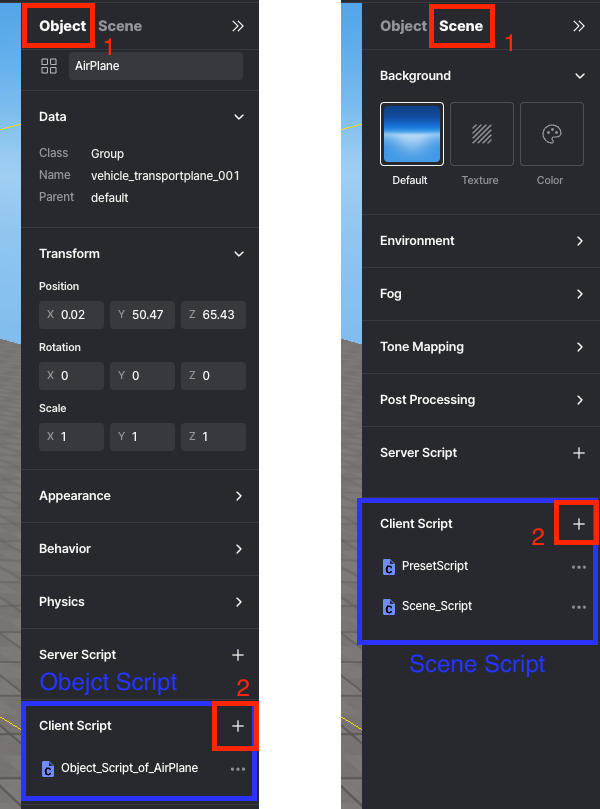 Object Scene
1
AirPlane
Data
Class Group
Name vehicle_transportplane_001
Parent default
Transform
Position
X 0.02 Y 50.47 Z 65.43
Rotation
X 0 Y 0 Z 0
Scale
X 1 Y 1 Z 1
Appearance
Behavior
Physics
Server Script
Obejct Script
2
Client Script
Object_Script_of_AirPlane
Object Scene
1
Background
Default Texture Color
Environment
Fog
Tone Mapping
Post Processing
Server Script
Client Script
2
PresetScript
Scene_Script
Scene Script